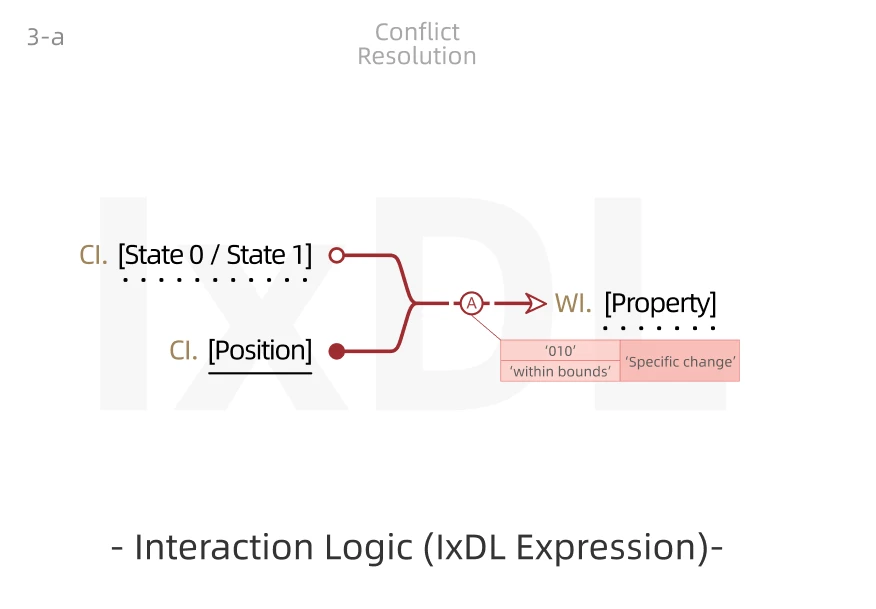 3-a
Conflict
Resolution
IxDL
CI. [State 0 / State 1]
A
WI. [Property]
CI. [Position]
‘010’
‘within bounds’
‘Specific change’
- Interaction Logic (IxDL Expression)-